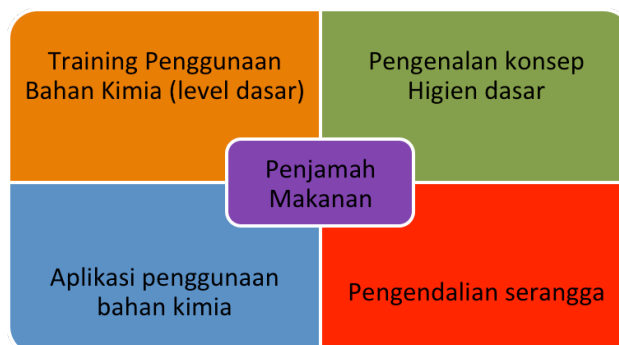 Training Penggunaan
Bahan Kimia (level dasar)
Pengenalan konsep
Higien dasar
Penjamah
Makanan
Aplikasi penggunaan
bahan kimia
Pengendalian serangga